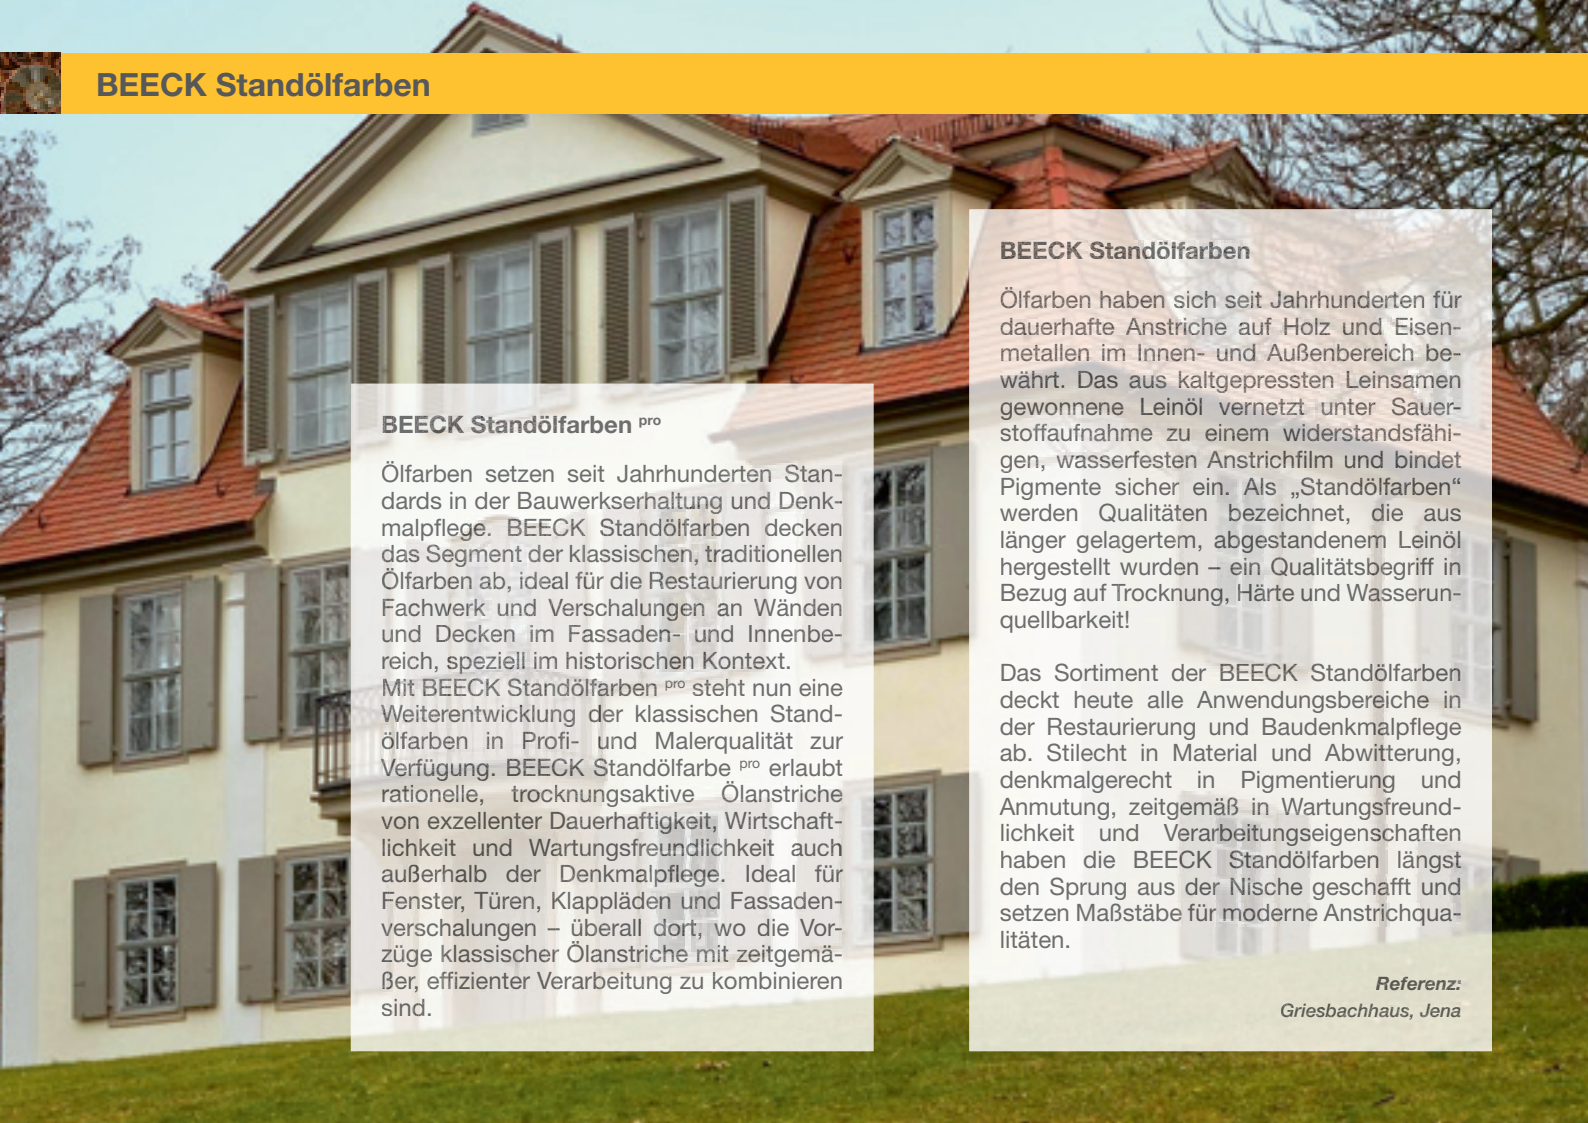 BEECK Standölfarben
BEECK Standölfarben pro
Ölfarben setzen seit Jahrhunderten Stan-
dards in der Bauwerkserhaltung und Denk-
malpflege. BEECK Standölfarben decken
das Segment der klassischen, traditionellen
Ölfarben ab, ideal für die Restaurierung von
Fachwerk und Verschalungen an Wänden
und Decken im Fassaden- und Innenbe-
reich, speziell im historischen Kontext.
Mit BEECK Standölfarben pro steht nun eine
Weiterentwicklung der klassischen Stand-
ölfarben in Profi- und Malerqualität zur
Verfügung. BEECK Standölfarbe pro erlaubt
rationelle, trocknungsaktive Ölanstriche
von exzellenter Dauerhaftigkeit, Wirtschaft-
lichkeit und Wartungsfreundlichkeit auch
außerhalb der Denkmalpflege. Ideal für
Fenster, Türen, Klappläden und Fassaden-
verschalungen – überall dort, wo die Vor-
züge klassischer Ölanstriche mit zeitgemä-
ßer, effizienter Verarbeitung zu kombinieren
sind.
BEECK Standölfarben
Ölfarben haben sich seit Jahrhunderten für
dauerhafte Anstriche auf Holz und Eisen-
metallen im Innen- und Außenbereich be-
währt. Das aus kaltgepressten Leinsamen
gewonnene Leinöl vernetzt unter Sauer-
stoffaufnahme zu einem widerstandsfähi-
gen, wasserfesten Anstrichfilm und bindet
Pigmente sicher ein. Als „Standölfarben“
werden Qualitäten bezeichnet, die aus
länger gelagertem, abgestandenem Leinöl
hergestellt wurden – ein Qualitätsbegriff in
Bezug auf Trocknung, Härte und Wasserun-
quellbarkeit!
Das Sortiment der BEECK Standölfarben
deckt heute alle Anwendungsbereiche in
der Restaurierung und Baudenkmalpflege
ab. Stilecht in Material und Abwitterung,
denkmalgerecht in Pigmentierung und
Anmutung, zeitgemäß in Wartungsfreund-
lichkeit und Verarbeitungseigenschaften
haben die BEECK Standölfarben längst
den Sprung aus der Nische geschafft und
setzen Maßstäbe für moderne Anstrichqua-
litäten.
Referenz:
Griesbachhaus, Jena